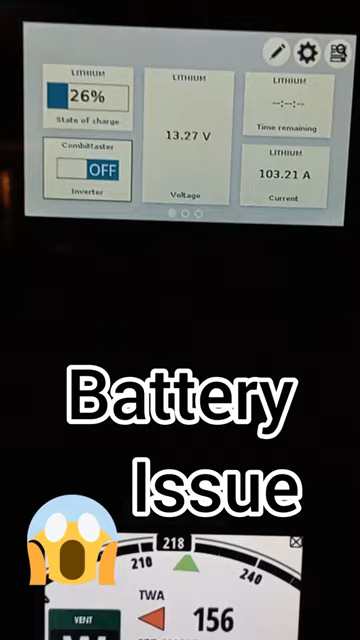 LITHIUM
26%
State of charge
CombiMaster
OFF
Inverter
LITHIUM
13.27 V
Voltage
LITHIUM
--:--:--
Time remaining
LITHIUM
103.21 A
Current
Battery
Issue
218
210
240
TWA
VENT
156